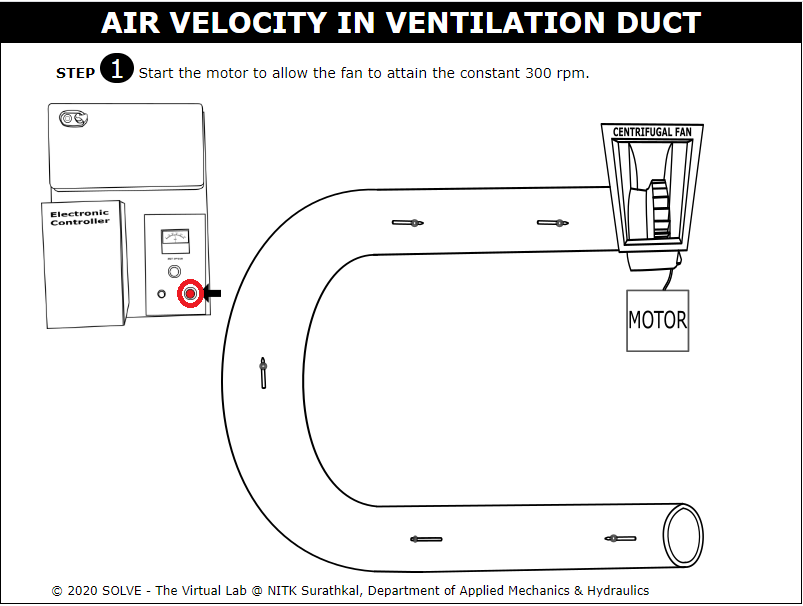 AIR VELOCITY IN VENTILATION DUCT
STEP 1 Start the motor to allow the fan to attain the constant 300 rpm.
CENTRIFUGAL FAN
Electronic
Controller
MOTOR
© 2020 SOLVE - The Virtual Lab @ NITK Surathkal, Department of Applied Mechanics & Hydraulics